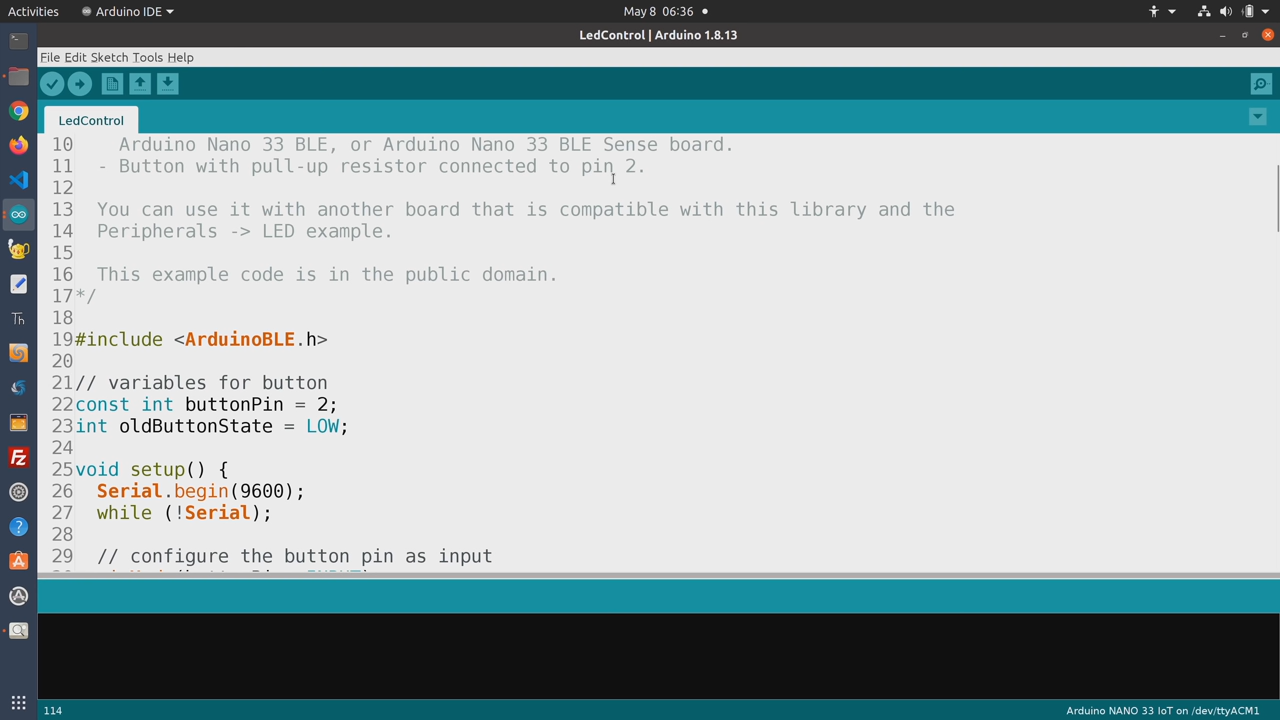 Activities Arduino IDE May 8 06:36
LedControl | Arduino 1.8.13
File Edit Sketch Tools Help
LedControl
10 Arduino Nano 33 BLE, or Arduino Nano 33 BLE Sense board.
11 - Button with pull-up resistor connected to pin 2.
12
13 You can use it with another board that is compatible with this library and the
14 Peripherals -> LED example.
15
16 This example code is in the public domain.
17 */
18
19 #include <ArduinoBLE.h>
20
21 // variables for button
22 const int buttonPin = 2;
23 int oldButtonState = LOW;
24
25 void setup() {
26 Serial.begin(9600);
27 while (!Serial);
28
29 // configure the button pin as input
114 Arduino NANO 33 IoT on /dev/ttyACM1